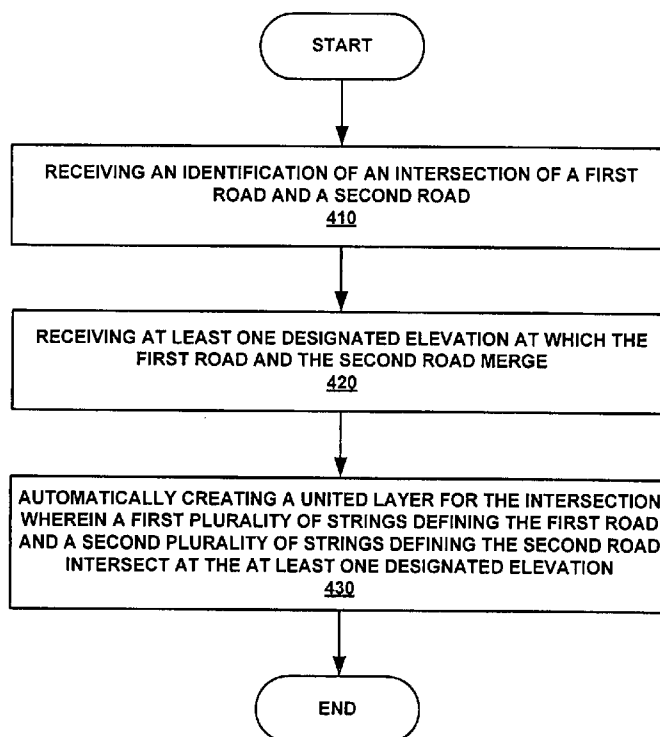 START
RECEIVING AN IDENTIFICATION OF AN INTERSECTION OF A FIRST
ROAD AND A SECOND ROAD
410
RECEIVING AT LEAST ONE DESIGNATED ELEVATION AT WHICH THE
FIRST ROAD AND THE SECOND ROAD MERGE
420
AUTOMATICALLY CREATING A UNITED LAYER FOR THE INTERSECTION
WHEREIN A FIRST PLURALITY OF STRINGS DEFINING THE FIRST ROAD
AND A SECOND PLURALITY OF STRINGS DEFINING THE SECOND ROAD
INTERSECT AT THE AT LEAST ONE DESIGNATED ELEVATION
430
END